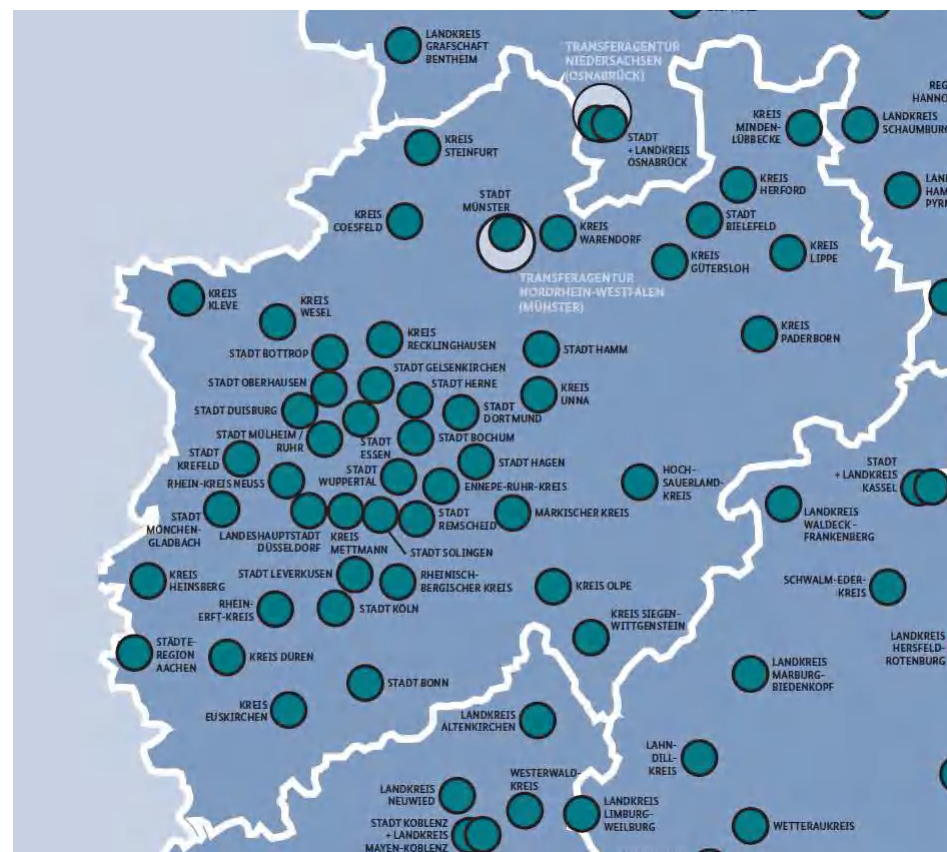 LANDKREIS
GRAFSCHAFT
BENTHEIM
TRANSFERAGENTUR
NIEDERSACHSEN
(OSNABRÜCK)
STADT
+ LANDKREIS
OSNABRÜCK
KREIS
MINDEN-
LÜBBECKE
LANDKREIS
SCHAUMBURG
KREIS
STEINFURT
KREIS
HERFORD
STADT
MÜNSTER
KREIS
COESFELD
KREIS
WARENDORF
STADT
BIELEFELD
KREIS
GÜTERSLOH
KREIS
LIPPE
TRANSFERAGENTUR
NORDRHEIN-WESTFALEN
(MÜNSTER)
KREIS
KLEVE
KREIS
WESEL
KREIS
RECKLINGHAUSEN
KREIS
PADERBORN
STADT BOTTROP
STADT HAMM
STADT GELSENKIRCHEN
STADT OBERHAUSEN
STADT HERNE
KREIS
UNNA
STADT DUISBURG
STADT
DORTMUND
STADT MÜLHEIM /
RUHR
STADT
ESSEN
STADT BOCHUM
STADT
KREFELD
STADT
WUPPERTAL
STADT HAGEN
HOCH-
SAUERLAND-
KREIS
STADT
+ LANDKREIS
KASSEL
RHEIN-KREIS NEUSS
ENNEPE-RUHR-KREIS
STADT
MÖNCHEN-
GLADBACH
LANDESHAUPTSTADT
DÜSSELDORF
KREIS
METTMANN
STADT
REMSCHEID
MÄRKISCHER KREIS
LANDKREIS
WALDECK-
FRANKENBERG
STADT SOLINGEN
KREIS
HEINSBERG
STADT LEVERKUSEN
RHEINISCH-
BERGISCHER KREIS
KREIS OLPE
SCHWALM-EDER-
KREIS
RHEIN-
ERFT-KREIS
STADT KÖLN
KREIS SIEGEN-
WITTGENSTEIN
STÄDTE-
REGION
AACHEN
KREIS DÜREN
LANDKREIS
HERSFELD-
ROTENBURG
STADT BONN
LANDKREIS
MARBURG-
BIEDENKOPF
KREIS
EUSKIRCHEN
LANDKREIS
ALTENKIRCHEN
LAHN-
DILL-
KREIS
WESTERWALD-
KREIS
LANDKREIS
NEUWIED
LANDKREIS
LIMBURG-
WEILBURG
STADT KOBLENZ
+ LANDKREIS
MAYEN-KOBLENZ
WETTERAUKREIS